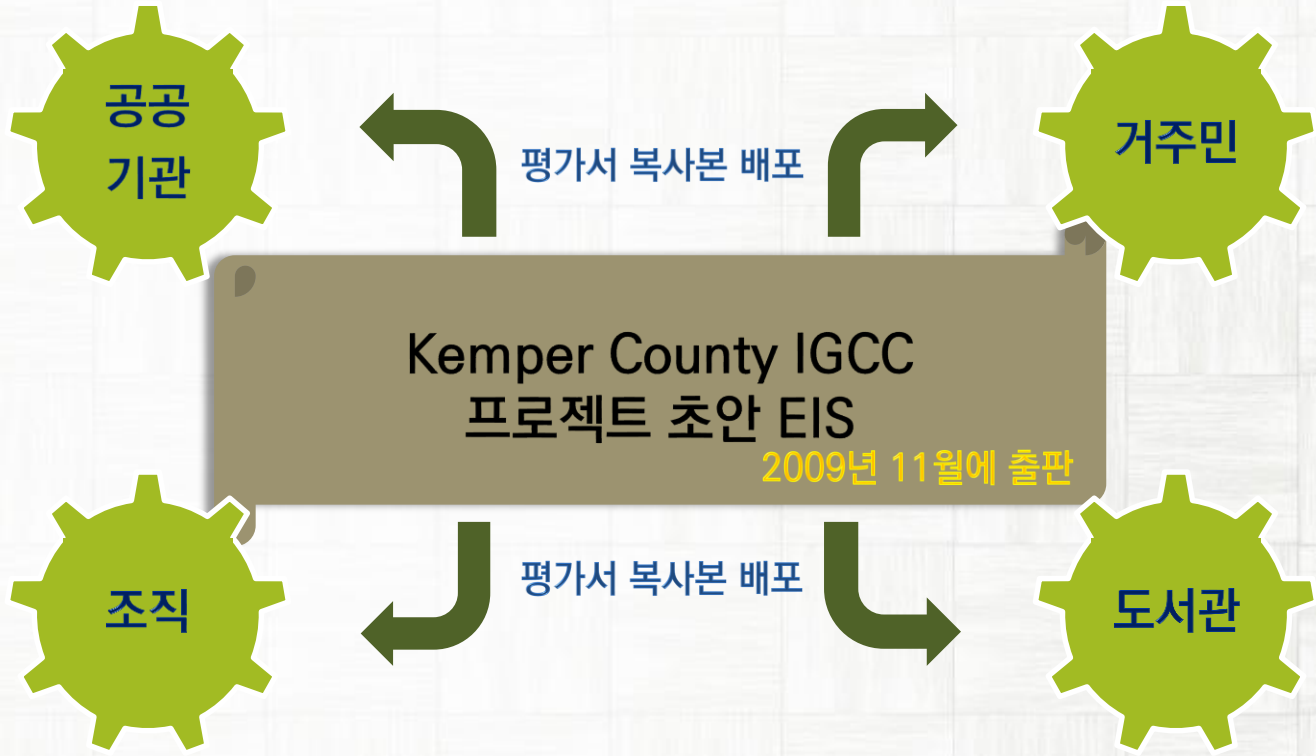 공공
기관
평가서 복사본 배포
거주민
Kemper County IGCC
프로젝트 초안 EIS
2009년 11월에 출판
조직
평가서 복사본 배포
도서관